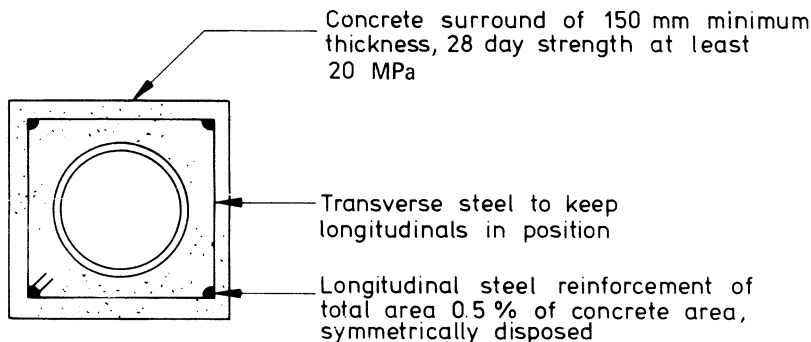 Concrete surround of 150 mm minimum
thickness, 28 day strength at least
20 MPa
Transverse steel to keep
longitudinals in position
Longitudinal steel reinforcement of
total area 0.5 % of concrete area,
symmetrically disposed